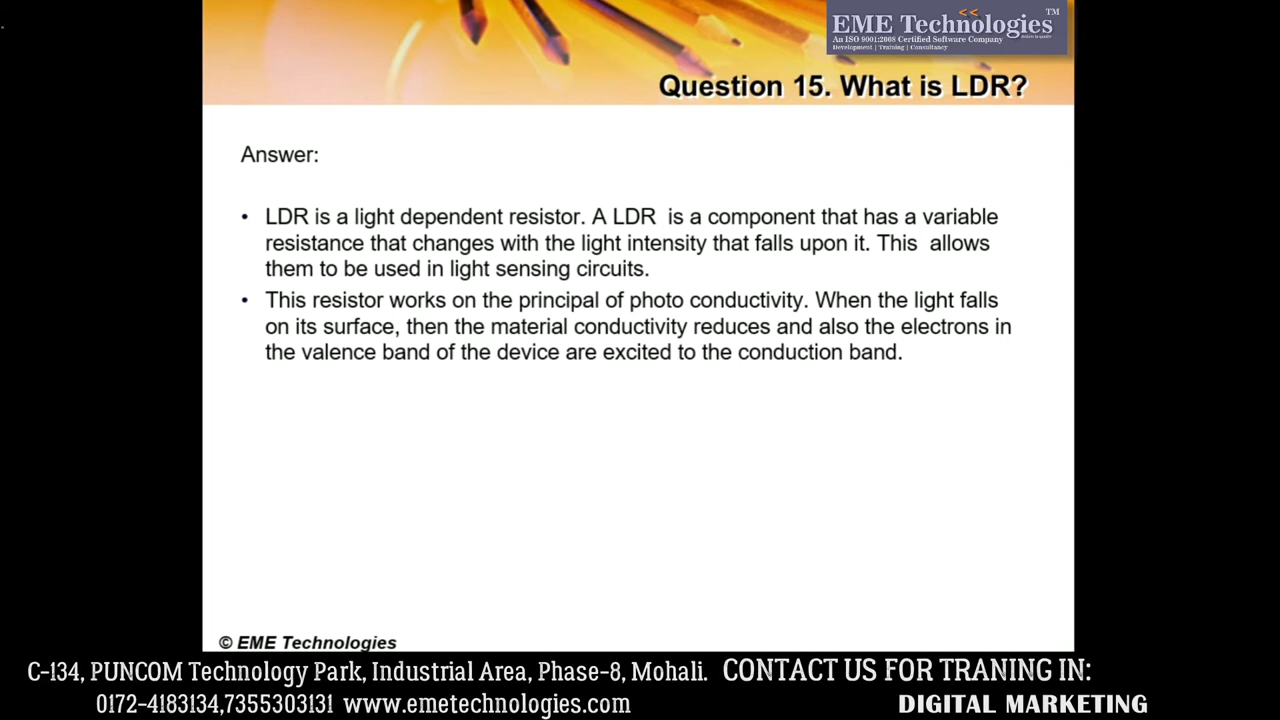 <<
TM
EME Technologies
An ISO 9001:2008 Certified Software Company
Development | Training | Consultancy
Question 15. What is LDR?
Answer:
• LDR is a light dependent resistor. A LDR is a component that has a variable
resistance that changes with the light intensity that falls upon it. This allows
them to be used in light sensing circuits.
• This resistor works on the principal of photo conductivity. When the light falls
on its surface, then the material conductivity reduces and also the electrons in
the valence band of the device are excited to the conduction band.
© EME Technologies
C-134, PUNCOM Technology Park, Industrial Area, Phase-8, Mohali. CONTACT US FOR TRANING IN:
0172-4183134,7355303131 www.emetechnologies.com DIGITAL MARKETING